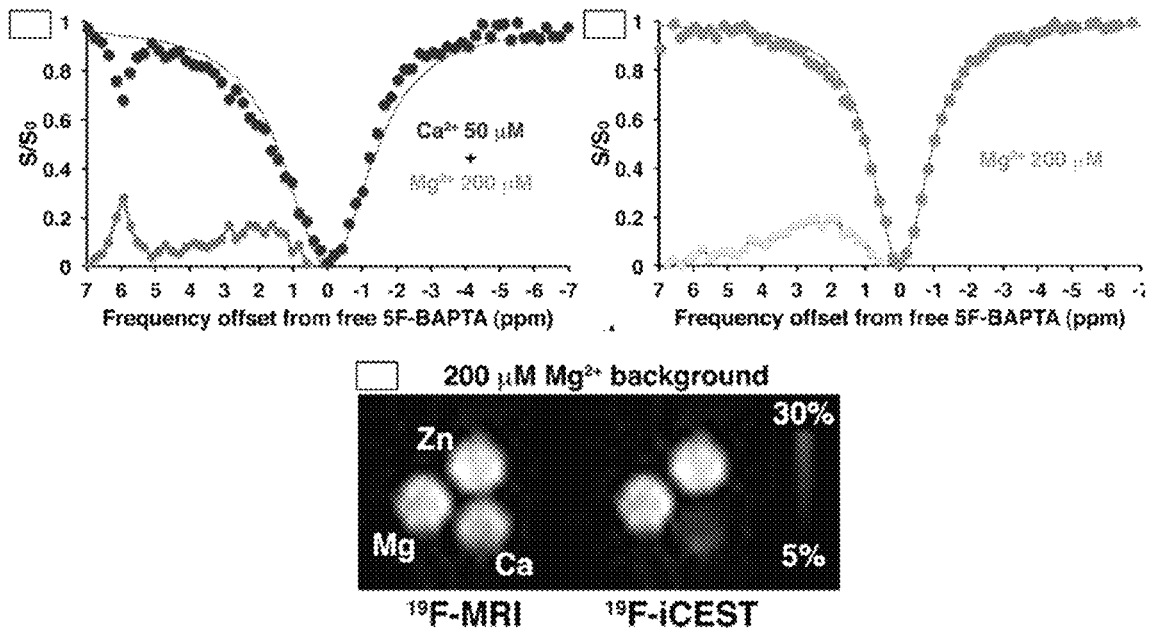 1
0.8
0.6
0.4
0.2
0
S/S₀
Ca²⁺ 50 μM
+
Mg²⁺ 200 μM
7 6 5 4 3 2 1 0 -1 -2 -3 -4 -5 -6 -7
Frequency offset from free 5F-BAPTA (ppm)
1
0.8
0.6
0.4
0.2
0
S/S₀
Mg²⁺ 200 μM
7 6 5 4 3 2 1 0 -1 -2 -3 -4 -5 -6
Frequency offset from free 5F-BAPTA (ppm)
200 μM Mg²⁺ background
30%
Zn
Mg
Ca
5%
¹⁹F-MRI ¹⁹F-iCEST